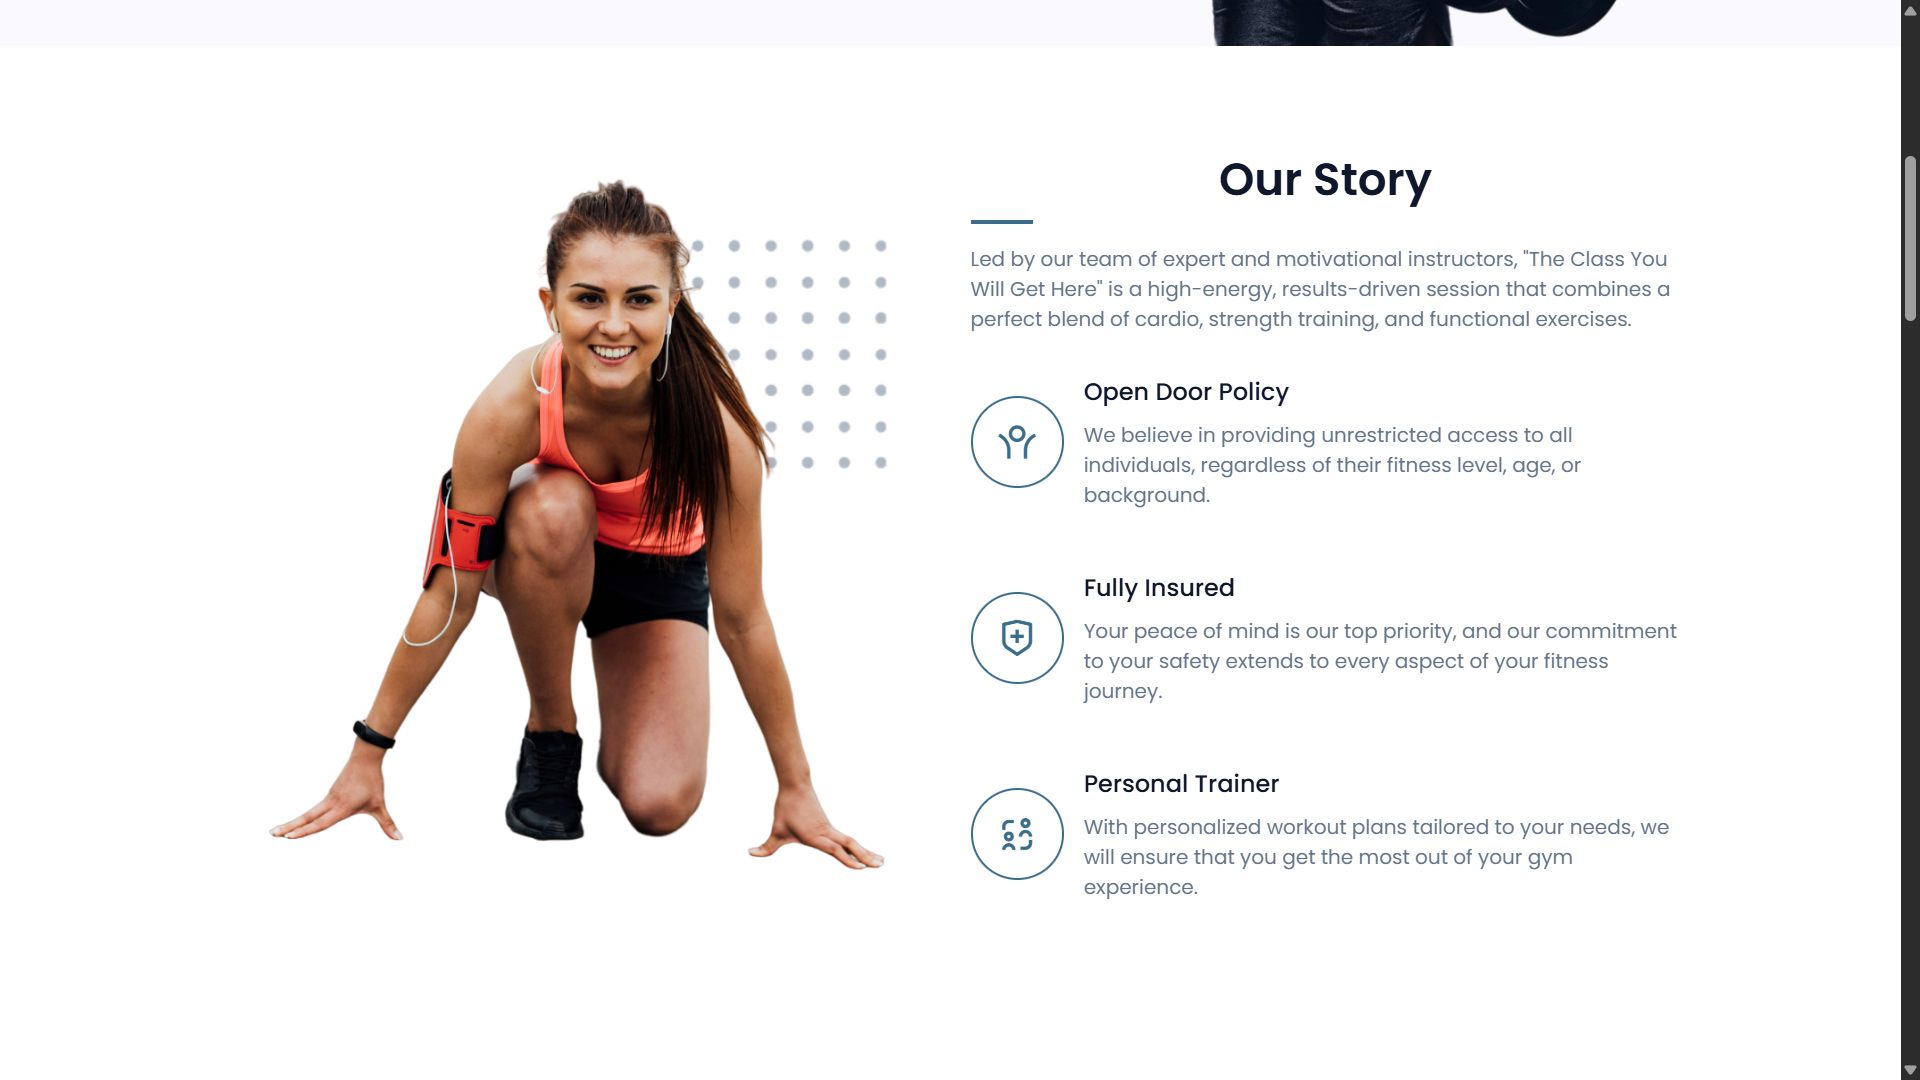 Our Story
Led by our team of expert and motivational instructors, "The Class You
Will Get Here" is a high-energy, results-driven session that combines a
perfect blend of cardio, strength training, and functional exercises.
Open Door Policy
We believe in providing unrestricted access to all
individuals, regardless of their fitness level, age, or
background.
Fully Insured
Your peace of mind is our top priority, and our commitment
to your safety extends to every aspect of your fitness
journey.
Personal Trainer
With personalized workout plans tailored to your needs, we
will ensure that you get the most out of your gym
experience.